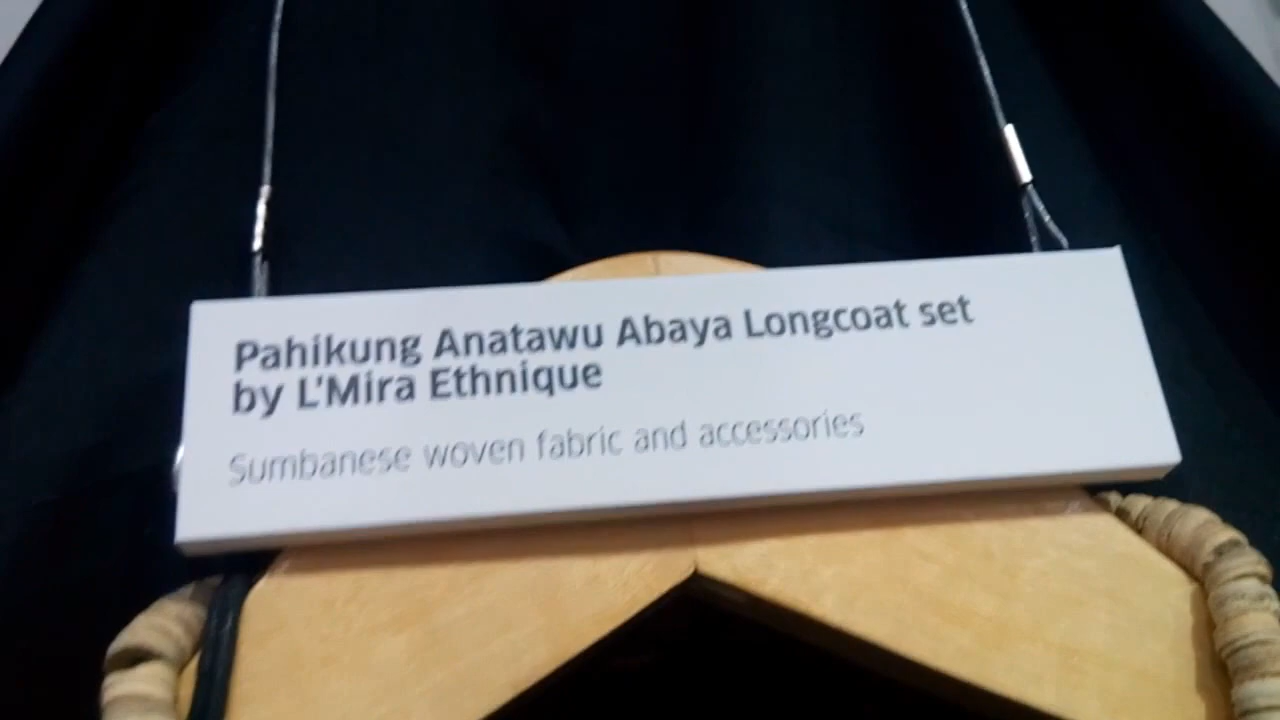 Pahikung Anatawu Abaya Longcoat set
by L'Mira Ethnique
Sumbanese woven fabric and accessories